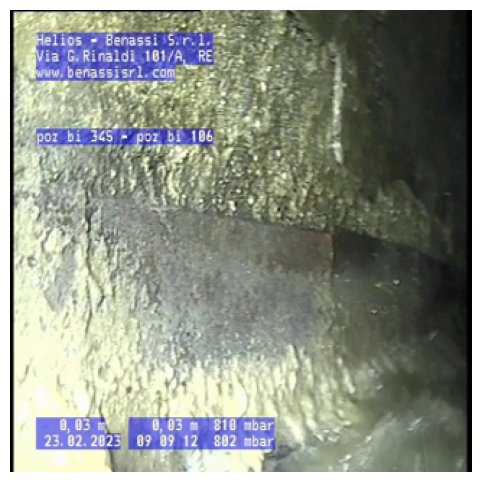 Helios - Benassi S.r.l.
Via G.Rinaldi 101/A, RE
www.benassisrl.com
poz bi 345 - poz bi 106
0,03 m 0,03 m 810 mbar
23.02.2023 09 09 12 802 mbar